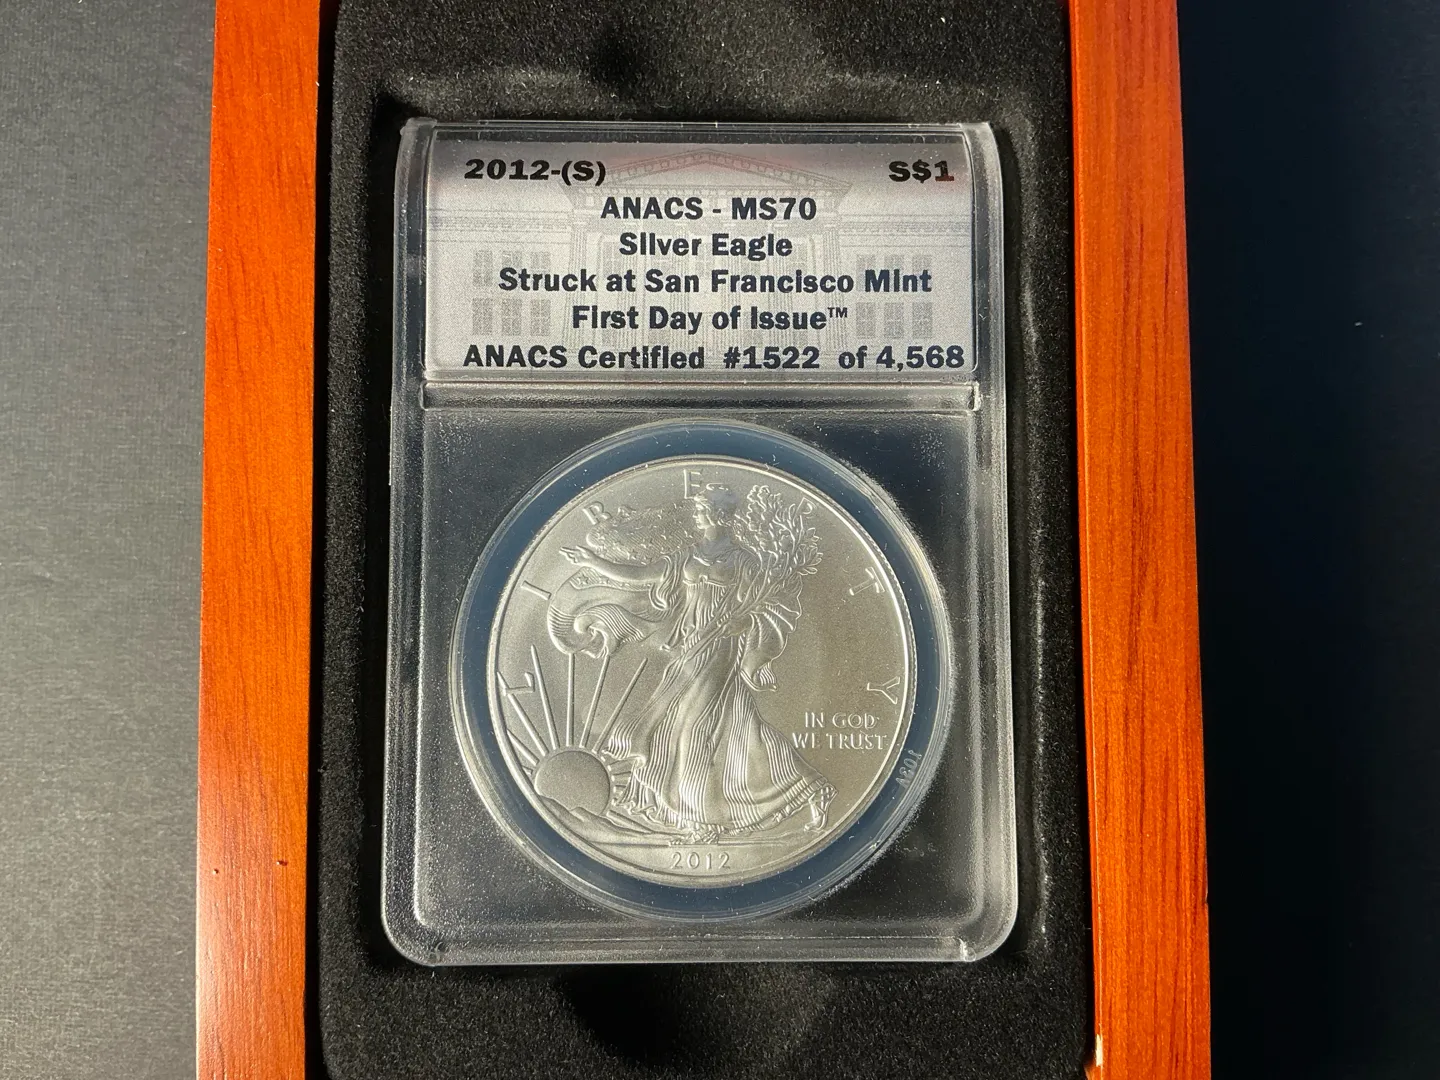 2012-(S) S$1
ANACS - MS70
Silver Eagle
Struck at San Francisco Mint
First Day of Issue™
ANACS Certified #1522 of 4,568
LIBERTY
IN GOD
WE TRUST
2012